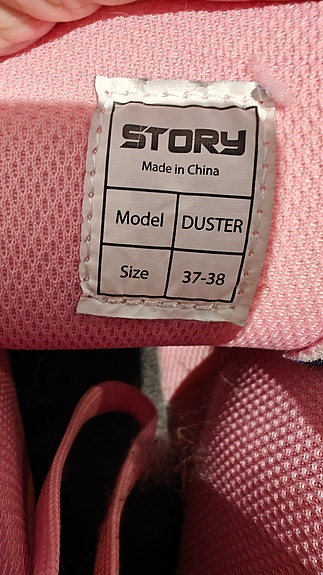 STORY
Made in China
Model DUSTER
Size 37-38